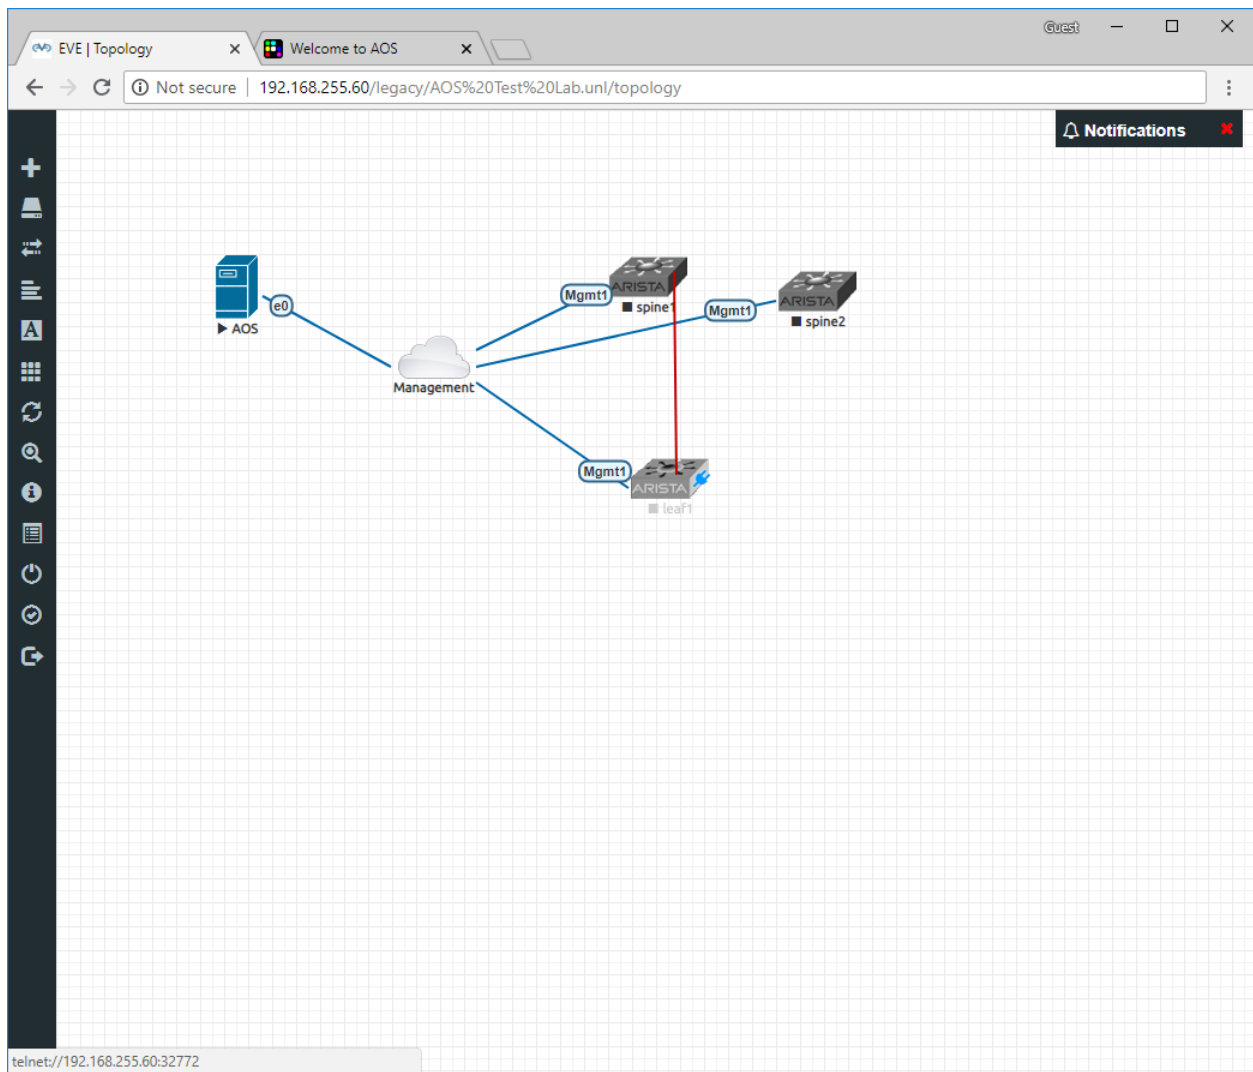 Guest
EVE | Topology
Welcome to AOS
Not secure | 192.168.255.60/legacy/AOS%20Test%20Lab.unl/topology
Notifications
A
ARISTA
Mgmt1
spine1
ARISTA
Mgmt1
spine2
e0
AOS
Management
Mgmt1
ARISTA
leaf1
telnet://192.168.255.60:32772